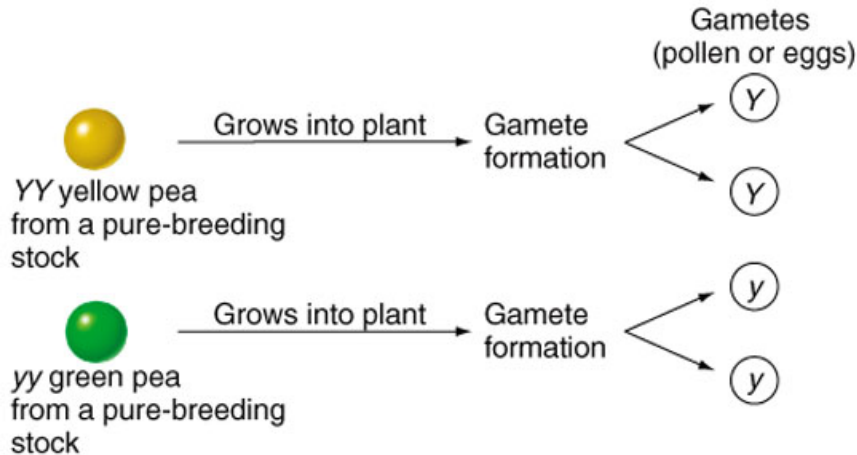 Gametes
(pollen or eggs)
Y
Grows into plant
Gamete
formation
YY yellow pea
from a pure-breeding
stock
Y
y
Grows into plant
Gamete
formation
yy green pea
from a pure-breeding
stock
y